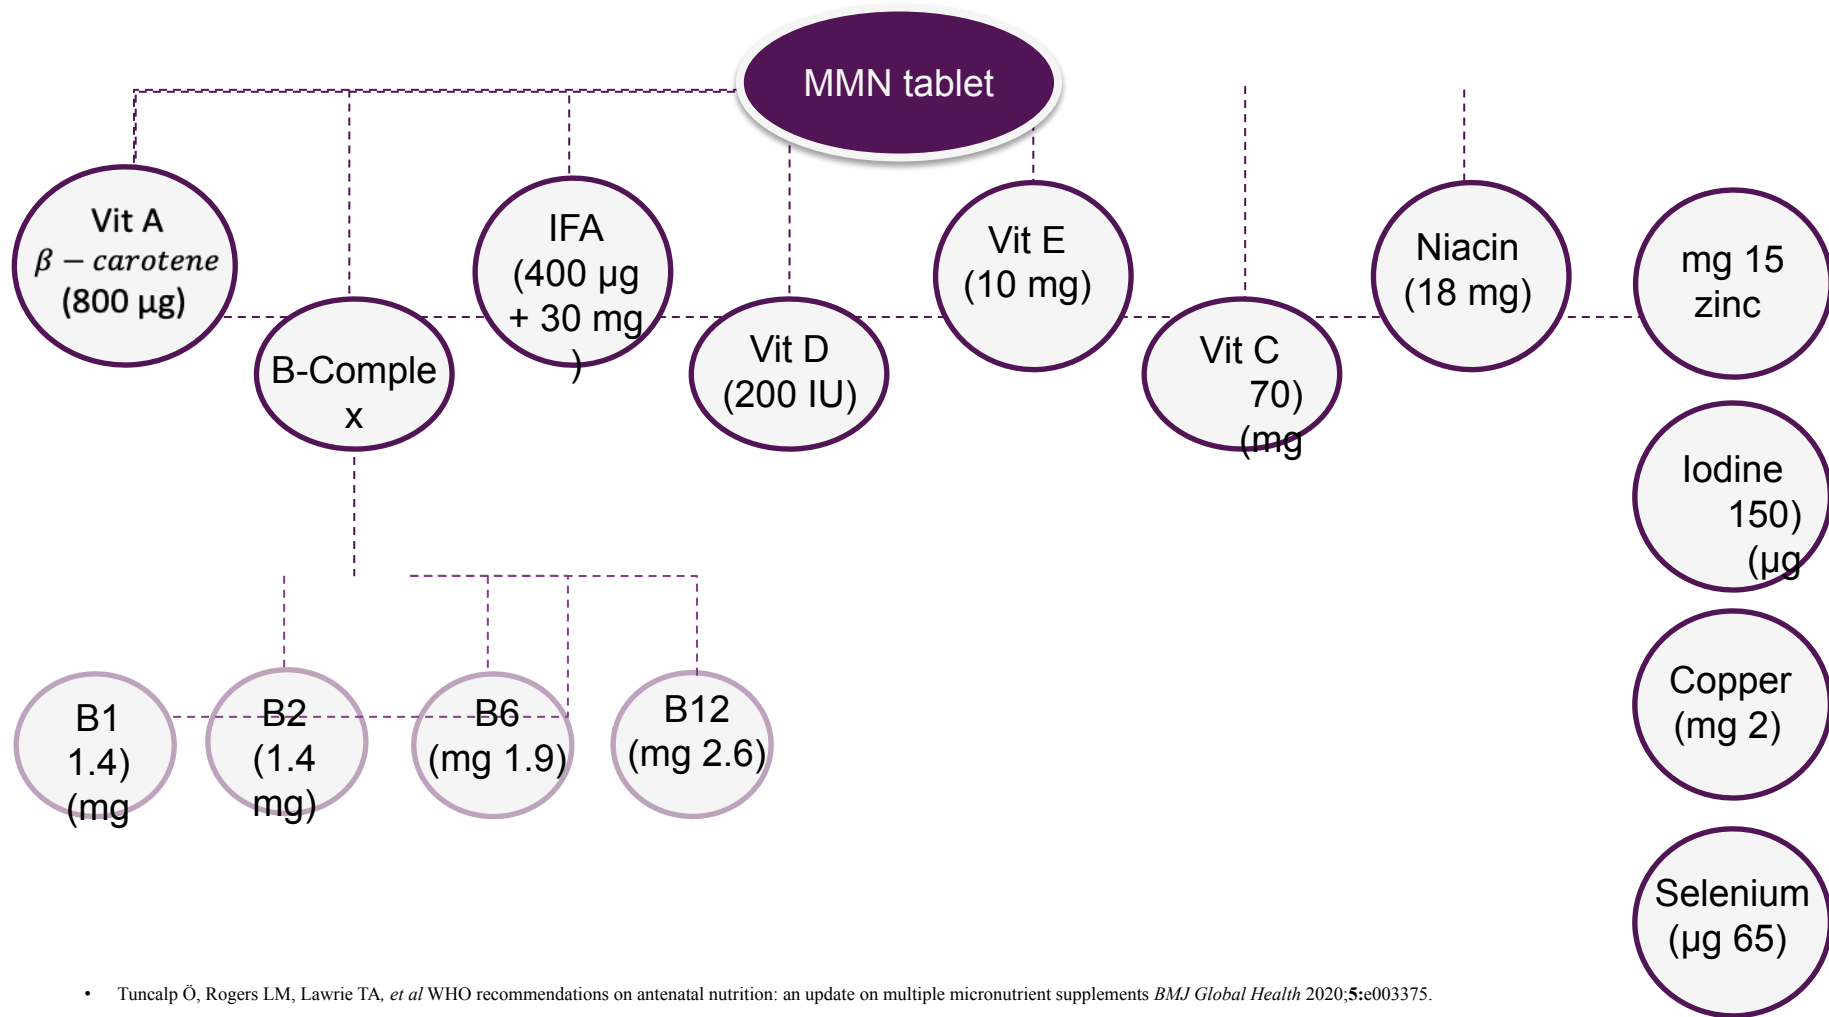 MMN tablet
Vit A
β − carotene
(800 µg)
B-Comple
x
IFA
(400 µg
+ 30 mg
)
Vit D
(200 IU)
Vit E
(10 mg)
Vit C
70)
(mg
Niacin
(18 mg)
mg 15
zinc
Iodine
150)
(µg
Copper
(mg 2)
Selenium
(µg 65)
B1
1.4)
(mg
B2
(1.4
mg)
B6
(mg 1.9)
B12
(mg 2.6)
• Tuncalp Ö, Rogers LM, Lawrie TA, et al WHO recommendations on antenatal nutrition: an update on multiple micronutrient supplements BMJ Global Health 2020;5:e003375.